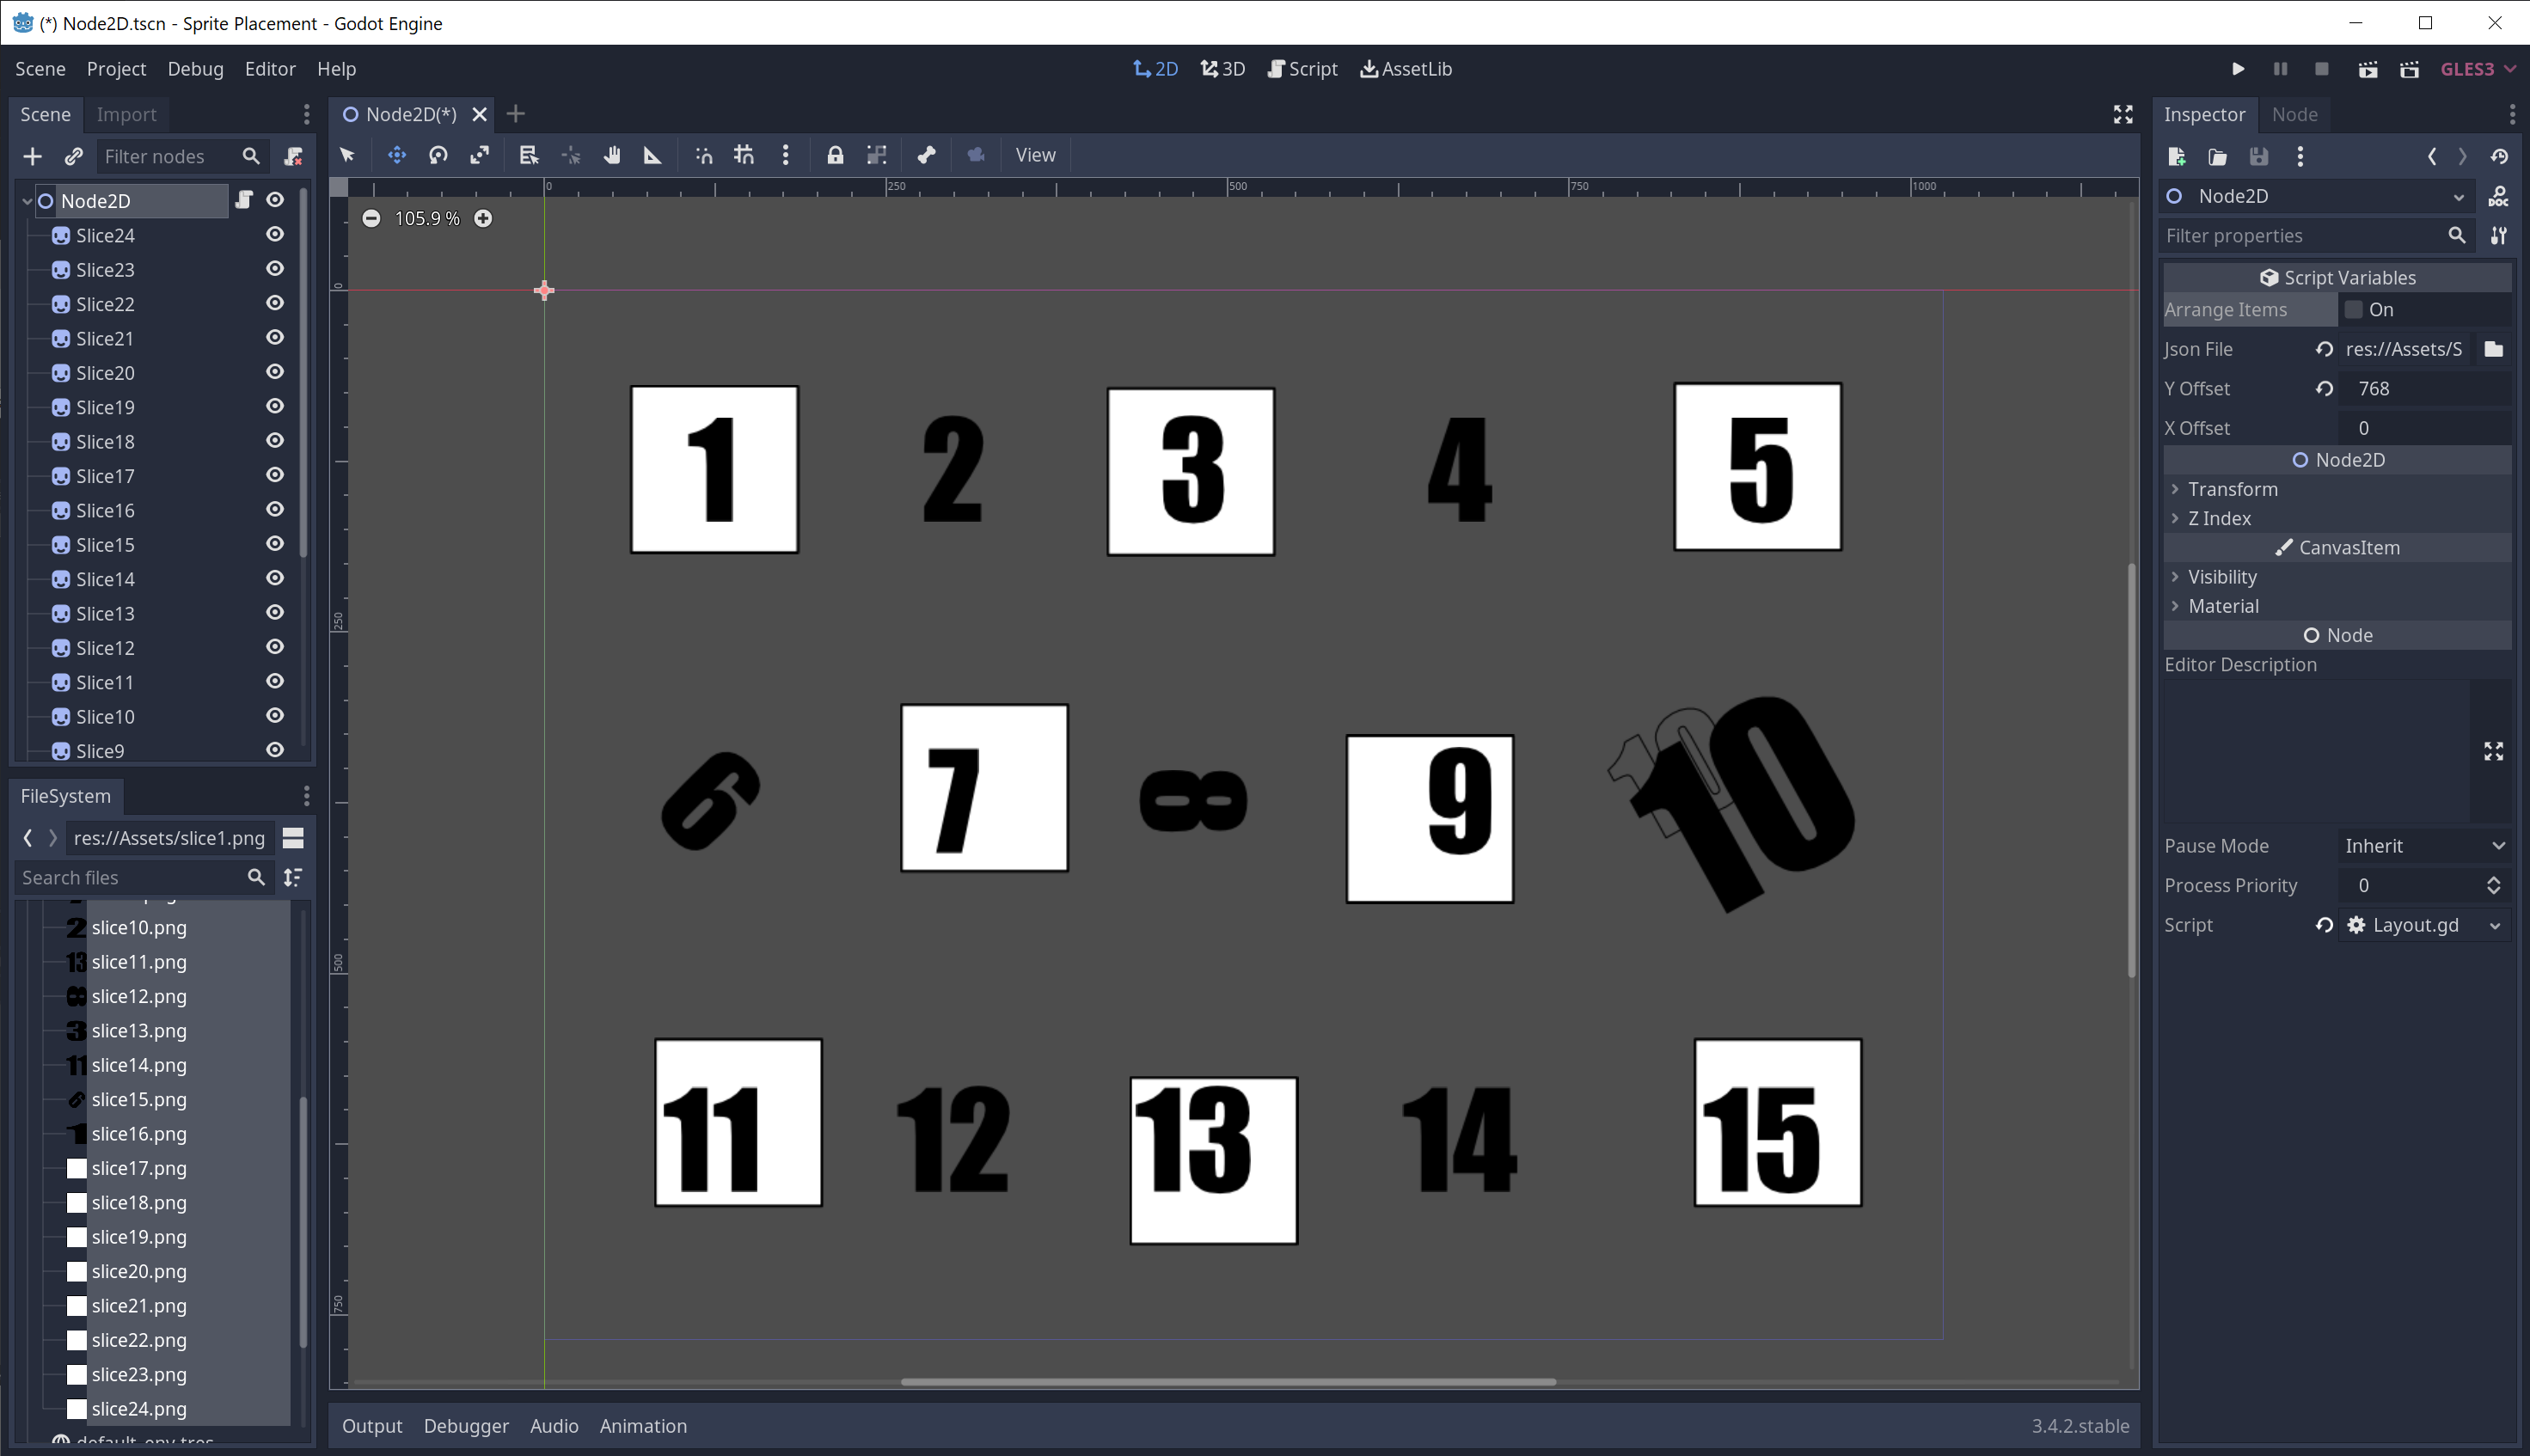 (*) Node2D.tscn - Sprite Placement - Godot Engine
Scene Project Debug Editor Help
2D 3D Script AssetLib
GLES3
Scene Import
Filter nodes
Node2D
Slice24
Slice23
Slice22
Slice21
Slice20
Slice19
Slice18
Slice17
Slice16
Slice15
Slice14
Slice13
Slice12
Slice11
Slice10
Slice9
FileSystem
res://Assets/slice1.png
Search files
slice10.png
slice11.png
slice12.png
slice13.png
slice14.png
slice15.png
slice16.png
slice17.png
slice18.png
slice19.png
slice20.png
slice21.png
slice22.png
slice23.png
slice24.png
Node2D(*)
View
0 250 500 750 1000
105.9 %
0
250
500
750
1 2 3 4 5
6 7 8 9 10
11 12 13 14 15
Output Debugger Audio Animation
3.4.2.stable
Inspector Node
Node2D
DOC
Filter properties
Script Variables
Arrange Items On
Json File res://Assets/S
Y Offset 768
X Offset 0
Node2D
Transform
Z Index
CanvasItem
Visibility
Material
Node
Editor Description
Pause Mode Inherit
Process Priority 0
Script Layout.gd